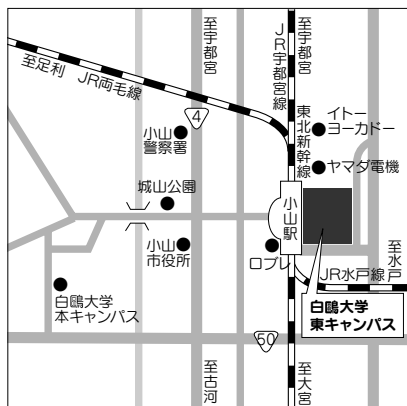 至宇都宮
至宇都宮
JR宇都宮線
至足利
JR両毛線
4
東北新幹線
イトー
ヨーカドー
小山
警察署
ヤマダ電機
城山公園
小山駅
小山
市役所
ロブレ
至水戸
JR水戸線
白鷗大学
本キャンパス
白鷗大学
東キャンパス
50
至古河
至大宮